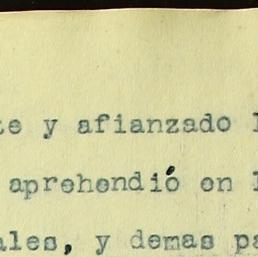 te y afianzado l
aprehendió en l
ales, y demas pa